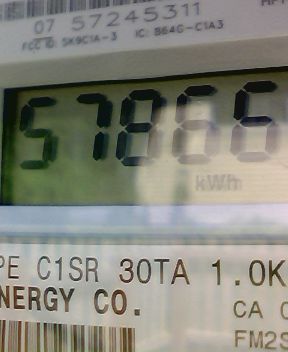 07 57245311
FCC ID: SK9C1A-3 IC: 864G-C1A3
57866
kWh
PE C1SR 30TA 1.0K
NERGY CO.
CA
FM2S